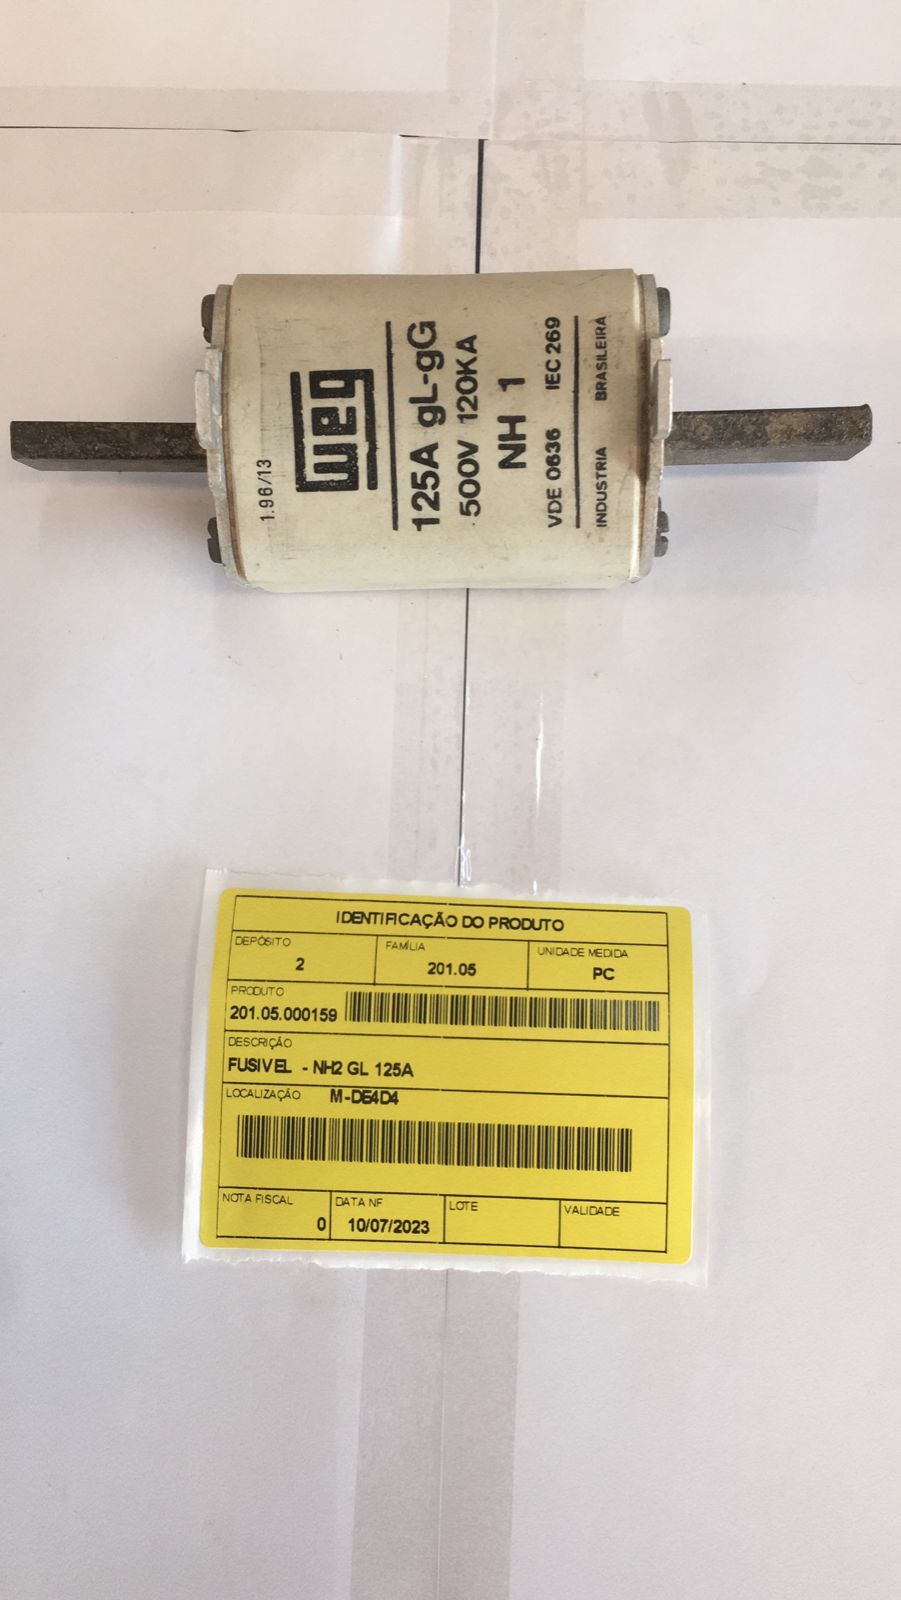 weg
125A gL-gG
500V 120KA
NH 1
VDE 0636 IEC 269
INDUSTRIA BRASILEIRA
1.96/13
IDENTIFICAÇÃO DO PRODUTO
DEPÓSITO FAMÍLIA UNIDADE MEDIDA
2 201.05 PC
PRODUTO
201.05.000159
DESCRIÇÃO
FUSIVEL - NH2 GL 125A
LOCALIZAÇÃO M-DE4D4
NOTA FISCAL DATA NF LOTE VALIDADE
0 10/07/2023